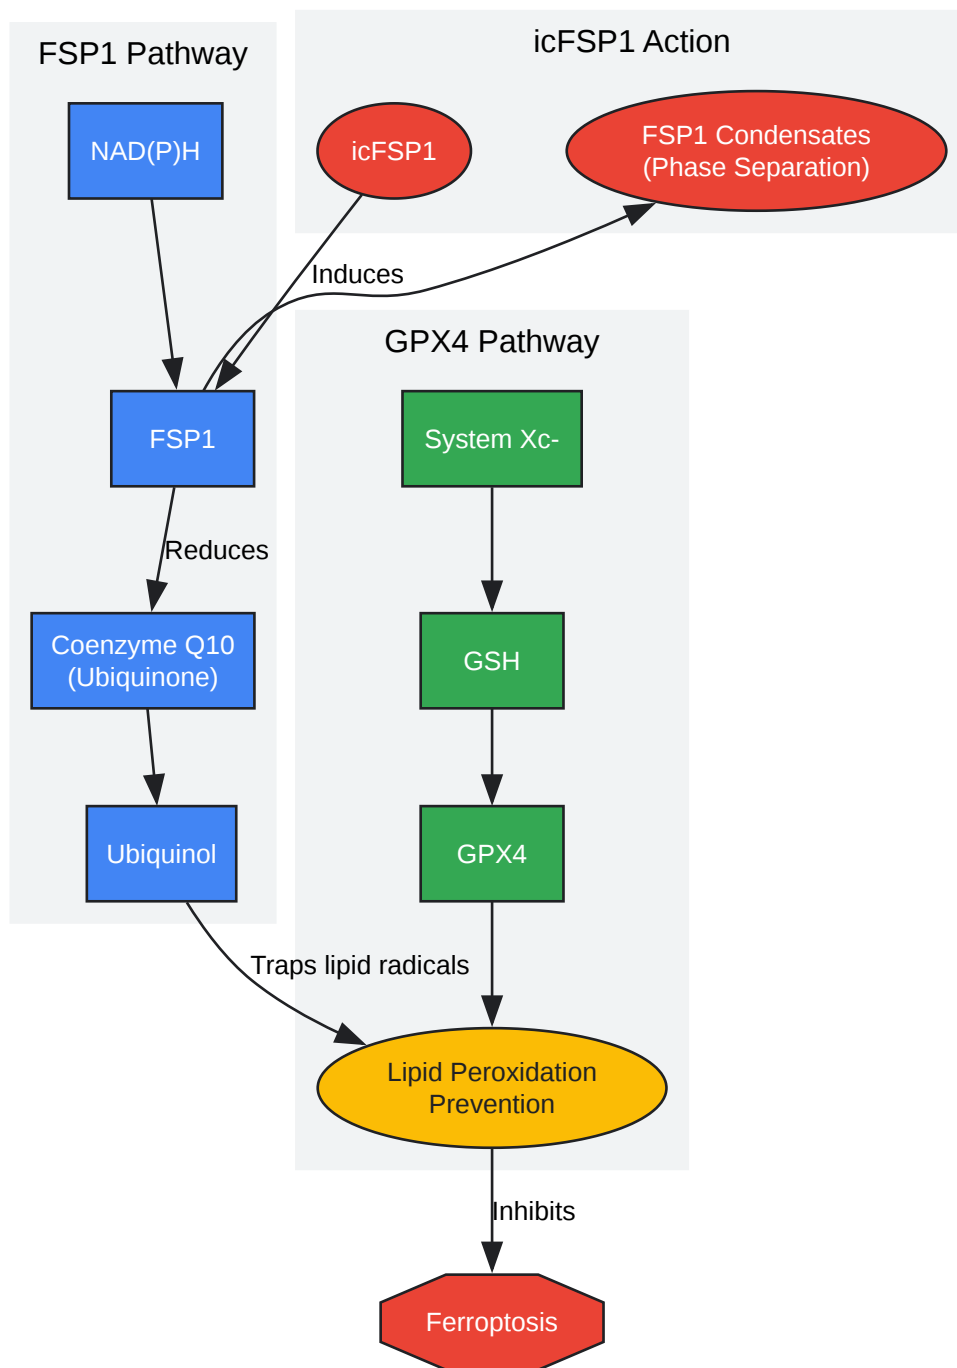 FSP1 Pathway
icFSP1 Action
NAD(P)H
icFSP1
FSP1 Condensates
(Phase Separation)
Induces
GPX4 Pathway
FSP1
System Xc-
Reduces
Coenzyme Q10
(Ubiquinone)
GSH
Ubiquinol
GPX4
Traps lipid radicals
Lipid Peroxidation
Prevention
Inhibits
Ferroptosis